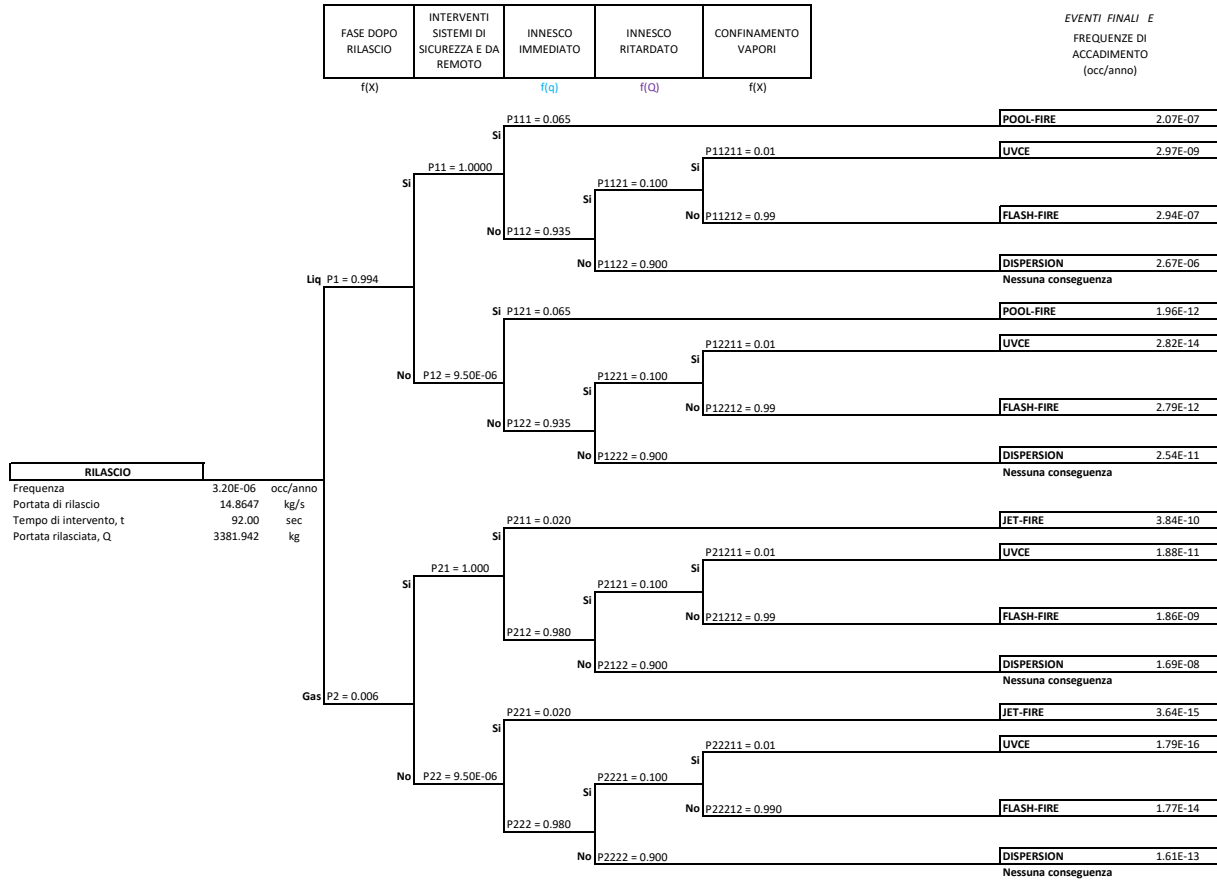 FASE DOPO RILASCIO
INTERVENTI SISTEMI DI SICUREZZA E DA REMOTO
INNESCO IMMEDIATO
INNESCO RITARDATO
CONFINAMENTO VAPORI
EVENTI FINALI E
FREQUENZE DI
ACCADIMENTO
(occ/anno)
f(X)
f(q)
f(Q)
f(X)
P111 = 0.065
POOL-FIRE 2.07E-07
Si
P11211 = 0.01
UVCE 2.97E-09
P11 = 1.0000
Si
Si
P1121 = 0.100
Si
No P11212 = 0.99
FLASH-FIRE 2.94E-07
No P112 = 0.935
No P1122 = 0.900
DISPERSION 2.67E-06
Nessuna conseguenza
Liq P1 = 0.994
Si P121 = 0.065
POOL-FIRE 1.96E-12
P12211 = 0.01
UVCE 2.82E-14
Si
No P12 = 9.50E-06
P1221 = 0.100
Si
No P12212 = 0.99
FLASH-FIRE 2.79E-12
No P122 = 0.935
No P1222 = 0.900
DISPERSION 2.54E-11
Nessuna conseguenza
RILASCIO
Frequenza 3.20E-06 occ/anno
Portata di rilascio 14.8647 kg/s
Tempo di intervento, t 92.00 sec
Portata rilasciata, Q 3381.942 kg
P211 = 0.020
JET-FIRE 3.84E-10
Si
P21211 = 0.01
UVCE 1.88E-11
P21 = 1.000
Si
Si
P2121 = 0.100
Si
No P21212 = 0.99
FLASH-FIRE 1.86E-09
P212 = 0.980
No P2122 = 0.900
DISPERSION 1.69E-08
Nessuna conseguenza
Gas P2 = 0.006
P221 = 0.020
JET-FIRE 3.64E-15
Si
P22211 = 0.01
UVCE 1.79E-16
Si
No P22 = 9.50E-06
P2221 = 0.100
Si
No P22212 = 0.990
FLASH-FIRE 1.77E-14
P222 = 0.980
No P2222 = 0.900
DISPERSION 1.61E-13
Nessuna conseguenza